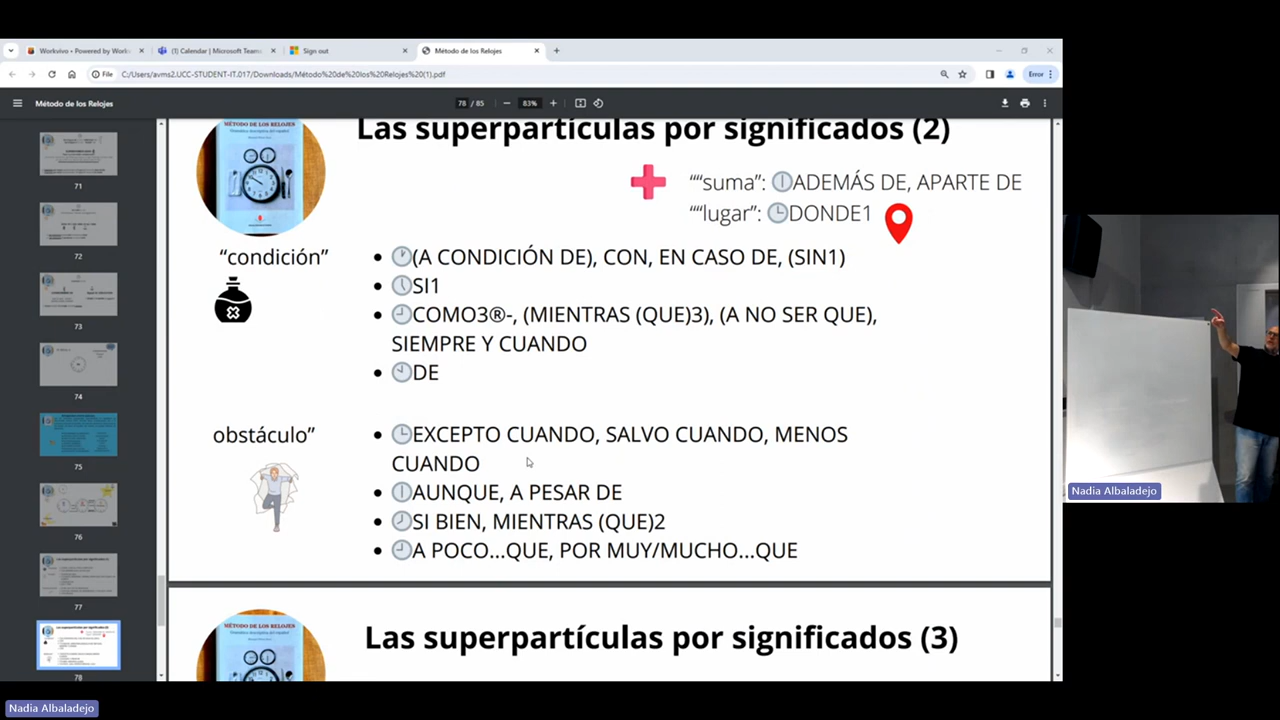 Workvivo • Powered by Work
(1) Calendar | Microsoft Teams
Sign out
Método de los Relojes
File
C:/Users/avms2.UCC-STUDENT-IT.017/Downloads/Método%20de%20los%20Relojes%20(1).pdf
Error
Método de los Relojes
78 / 85
83%
71
72
73
74
75
76
77
78
Las superpartículas por significados (2)
““suma”: ADEMÁS DE, APARTE DE
““lugar”: DONDE1
“condición”
• (A CONDICIÓN DE), CON, EN CASO DE, (SIN1)
• SI1
• COMO3®-, (MIENTRAS (QUE)3), (A NO SER QUE),
SIEMPRE Y CUANDO
• DE
obstáculo”
• EXCEPTO CUANDO, SALVO CUANDO, MENOS
CUANDO
• AUNQUE, A PESAR DE
• SI BIEN, MIENTRAS (QUE)2
• A POCO...QUE, POR MUY/MUCHO...QUE
Las superpartículas por significados (3)
Nadia Albaladejo
Nadia Albaladejo